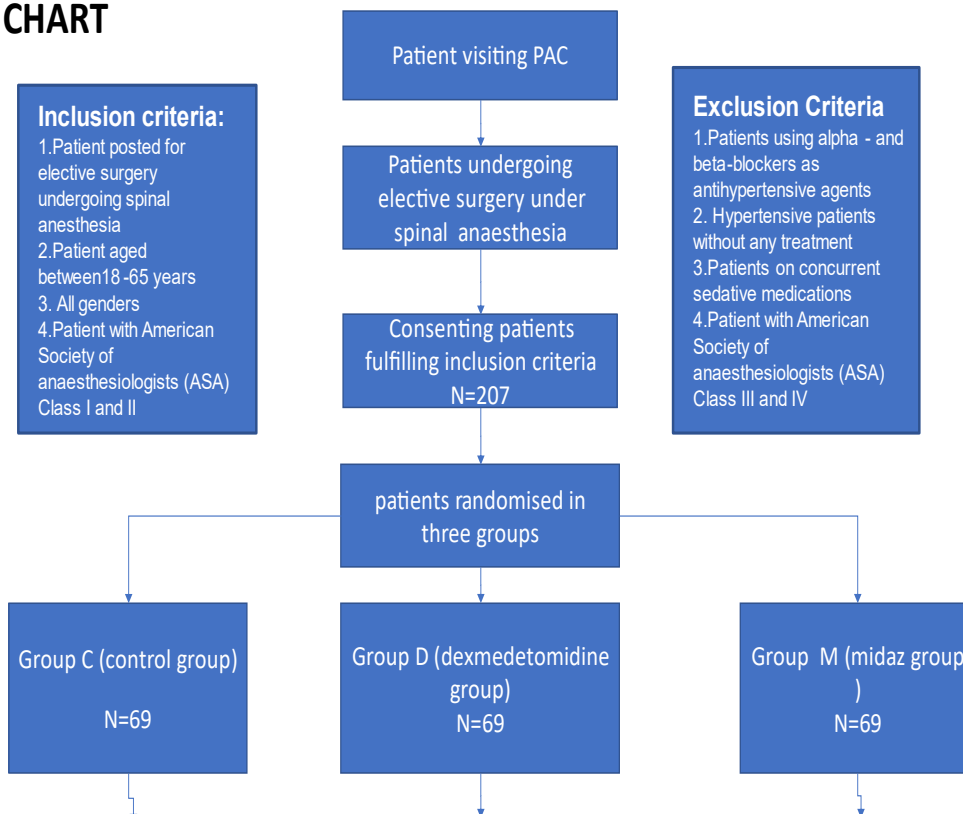 CHART
Patient visiting PAC
Inclusion criteria:
1.Patient posted for
elective surgery
undergoing spinal
anesthesia
2.Patient aged
between18 -65 years
3. All genders
4.Patient with American
Society of
anaesthesiologists (ASA)
Class I and II
Exclusion Criteria
1.Patients using alpha - and
beta-blockers as
antihypertensive agents
2. Hypertensive patients
without any treatment
3.Patients on concurrent
sedative medications
4.Patient with American
Society of
anaesthesiologists (ASA)
Class III and IV
Patients undergoing
elective surgery under
spinal anaesthesia
Consenting patients
fulfilling inclusion criteria
N=207
patients randomised in
three groups
Group C (control group)
N=69
Group D (dexmedetomidine
group)
N=69
Group M (midaz group
)
N=69